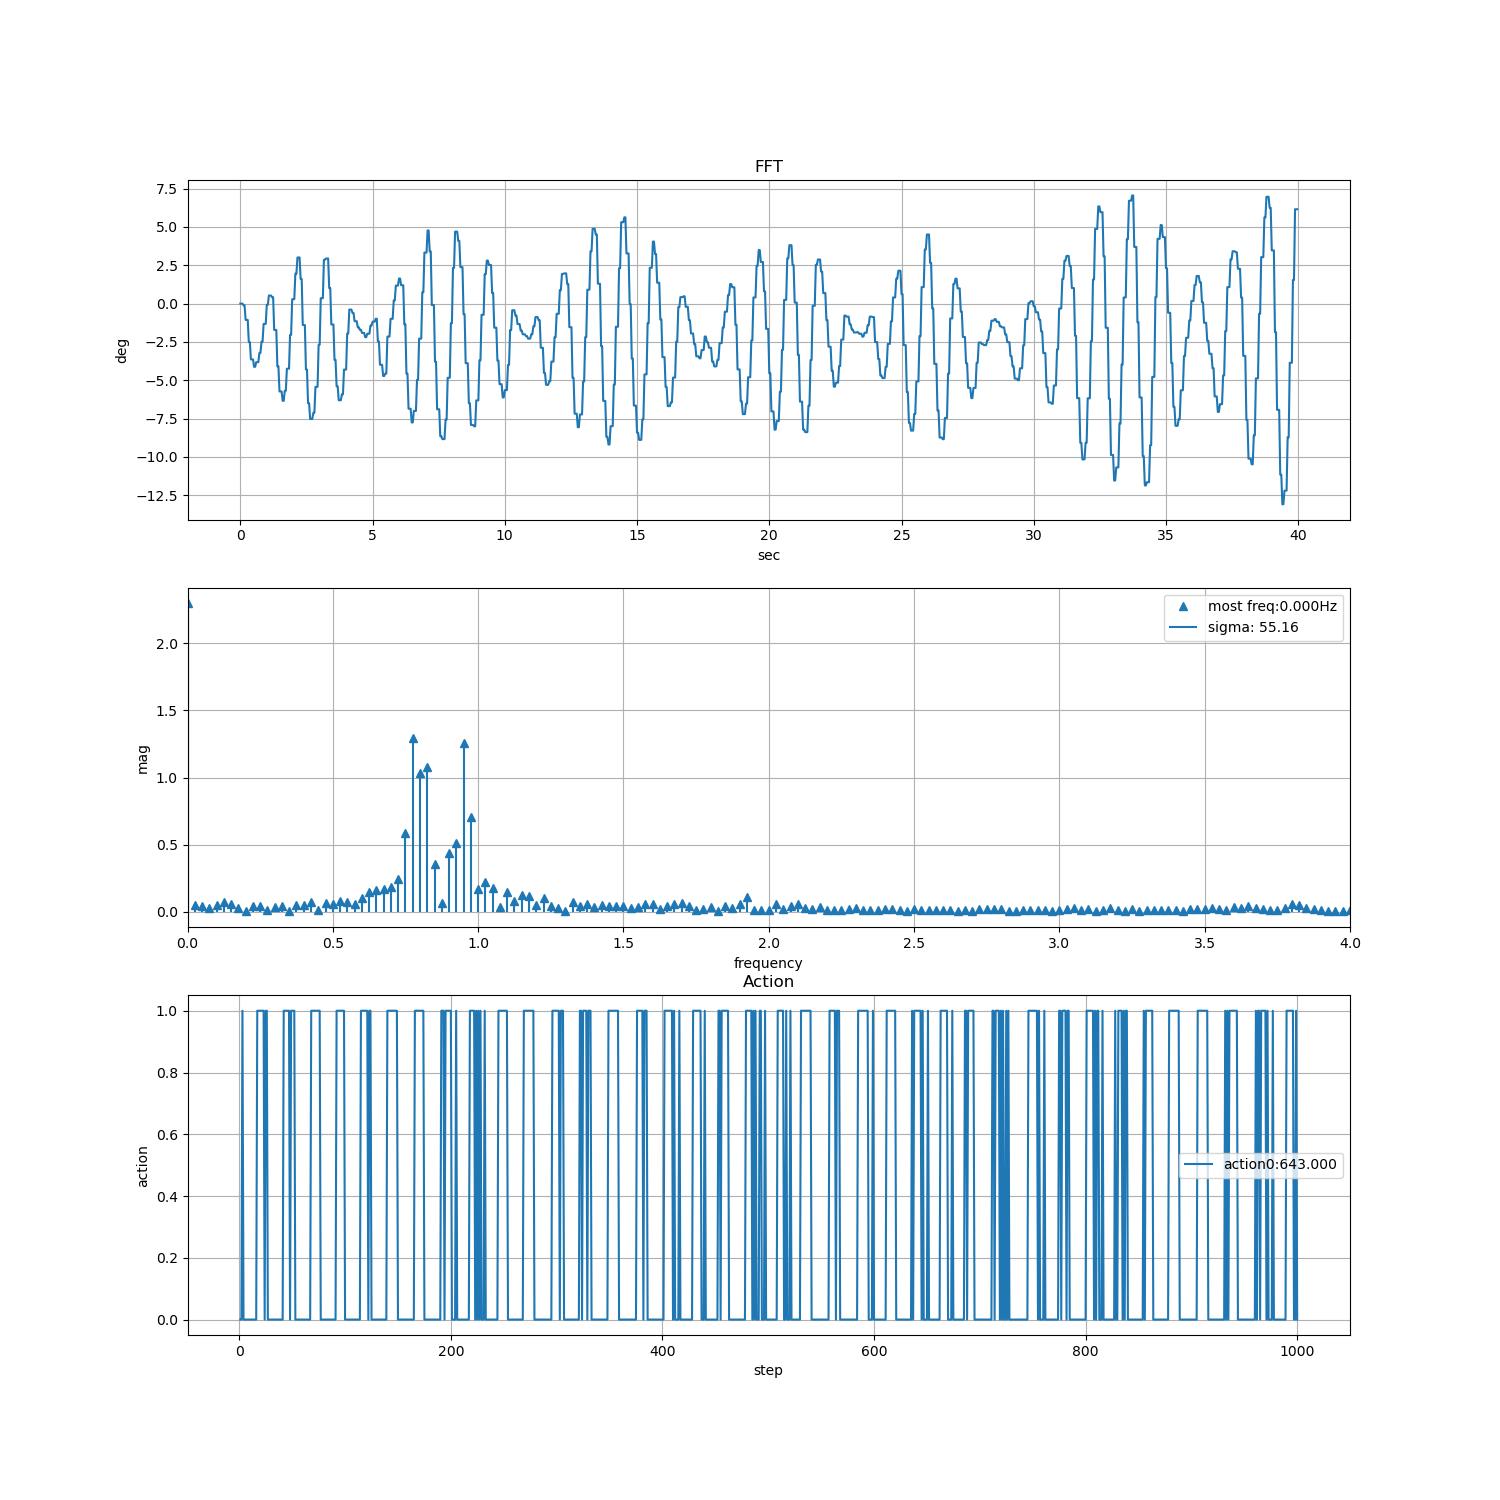 FFT
7.5
5.0
2.5
0.0
−2.5
−5.0
−7.5
−10.0
−12.5
deg
0 5 10 15 20 25 30 35 40
sec
most freq:0.000Hz
sigma: 55.16
2.0
1.5
1.0
0.5
0.0
mag
0.0 0.5 1.0 1.5 2.0 2.5 3.0 3.5 4.0
frequency
Action
1.0
0.8
0.6
0.4
0.2
0.0
action
action0:643.000
0 200 400 600 800 1000
step